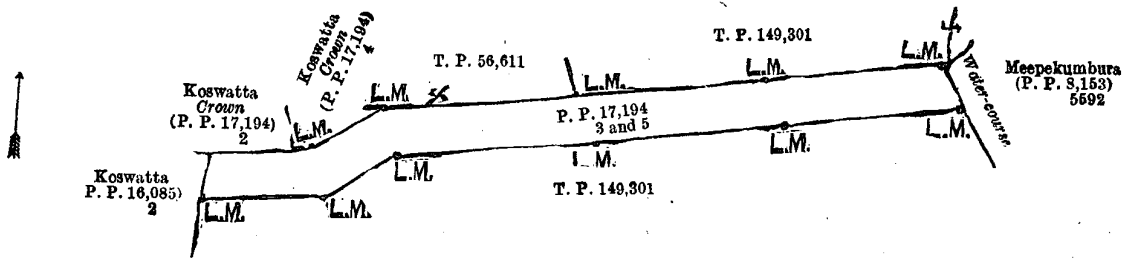 Koswatta
Crown
(P. P. 17,194)
4
T. P. 56,611
T. P. 149,301
L.M.
Water-course.
Meepekumbura
(P. P. 8,153)
5592
Koswatta
Crown
(P. P. 17,194)
2
L.M.
L.M.
L.M.
L.M.
P. P. 17,194
3 and 5
L.M.
L.M.
L.M.
L.M.
Koswatta
P. P. 16,085)
2
T. P. 149,301
L.M.
L.M.